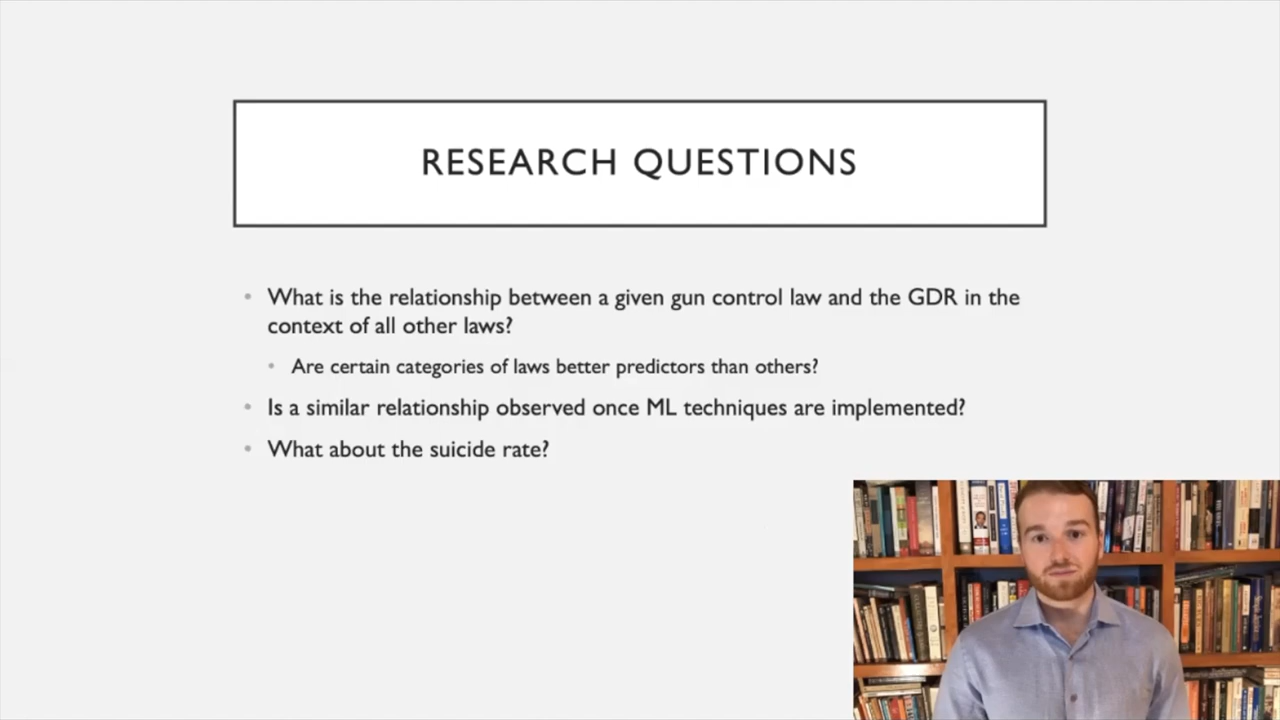 RESEARCH QUESTIONS
What is the relationship between a given gun control law and the GDR in the
context of all other laws?
Are certain categories of laws better predictors than others?
Is a similar relationship observed once ML techniques are implemented?
What about the suicide rate?